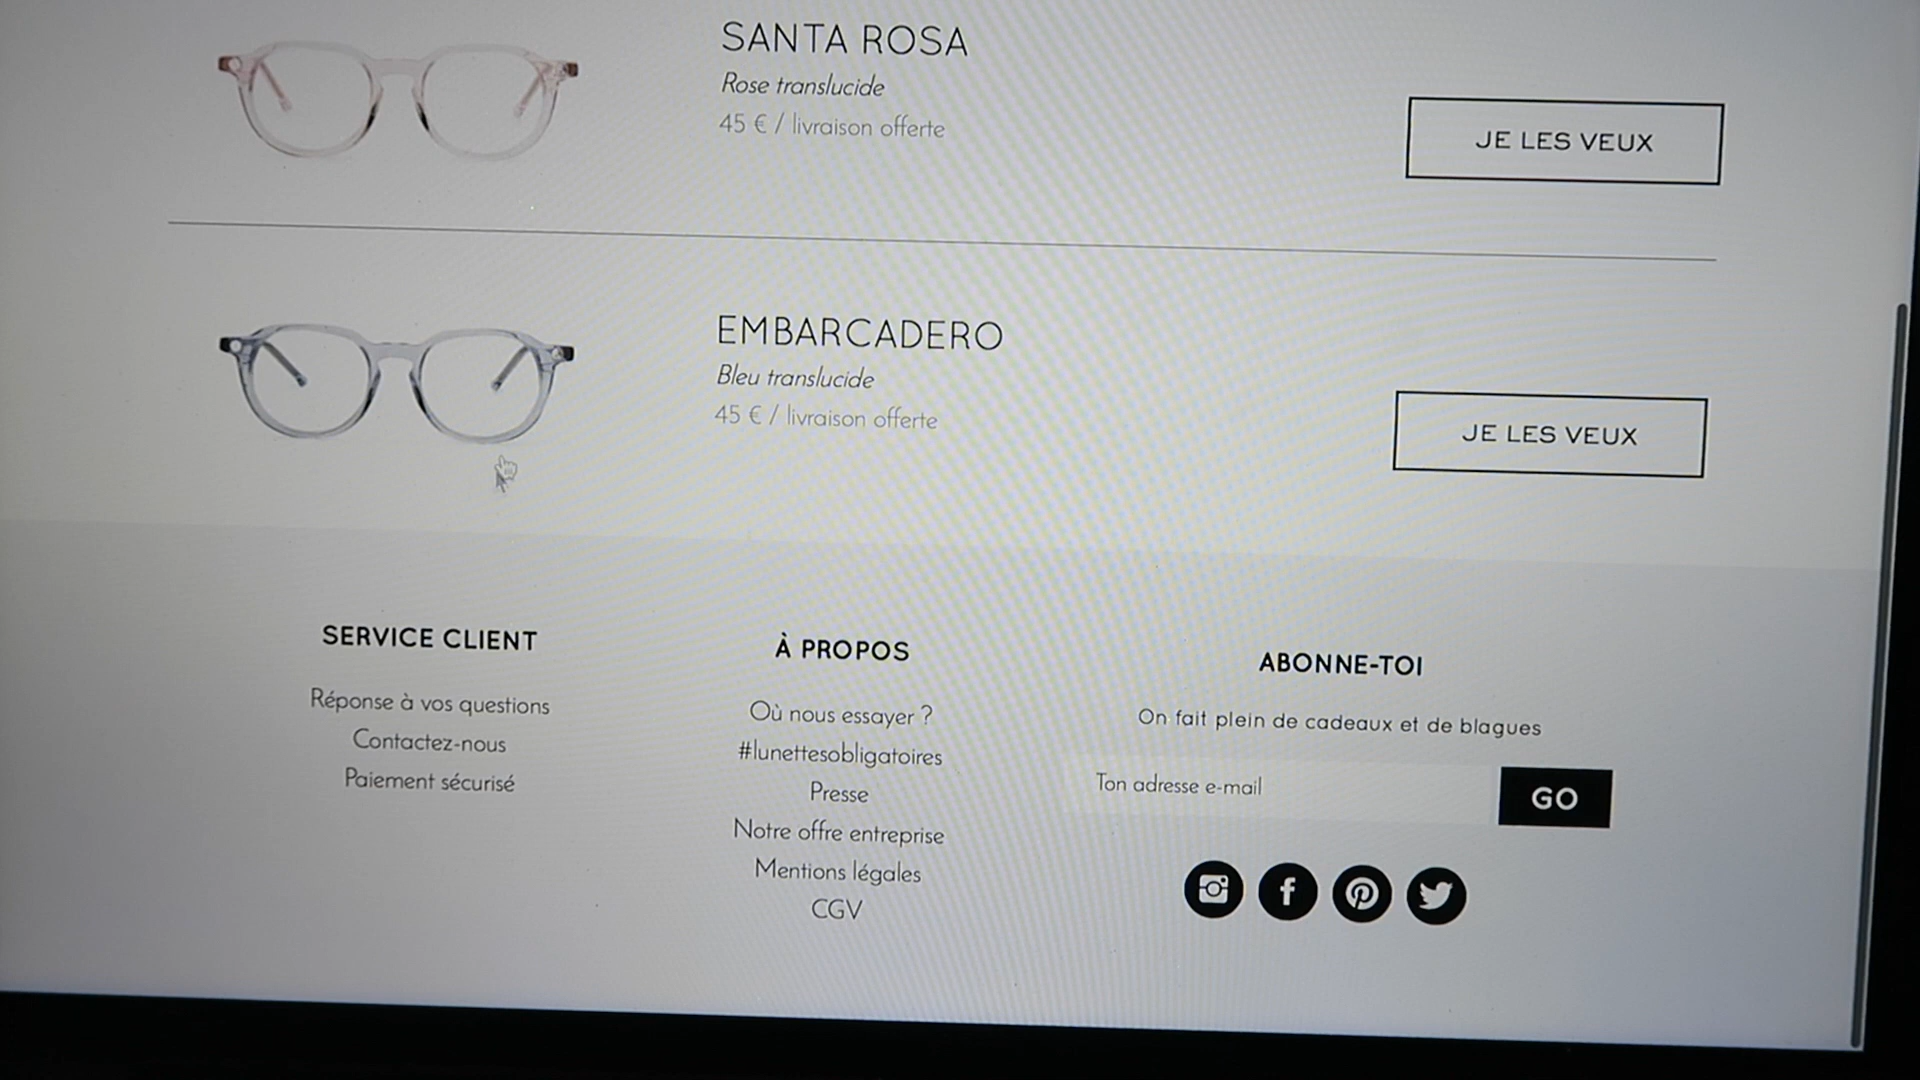 SANTA ROSA
Rose translucide
45 € / livraison offerte
JE LES VEUX
EMBARCADERO
Bleu translucide
45 € / livraison offerte
JE LES VEUX
SERVICE CLIENT
Réponse à vos questions
Contactez-nous
Paiement sécurisé
À PROPOS
Où nous essayer ?
#lunettesobligatoires
Presse
Notre offre entreprise
Mentions légales
CGV
ABONNE-TOI
On fait plein de cadeaux et de blagues
Ton adresse e-mail
GO